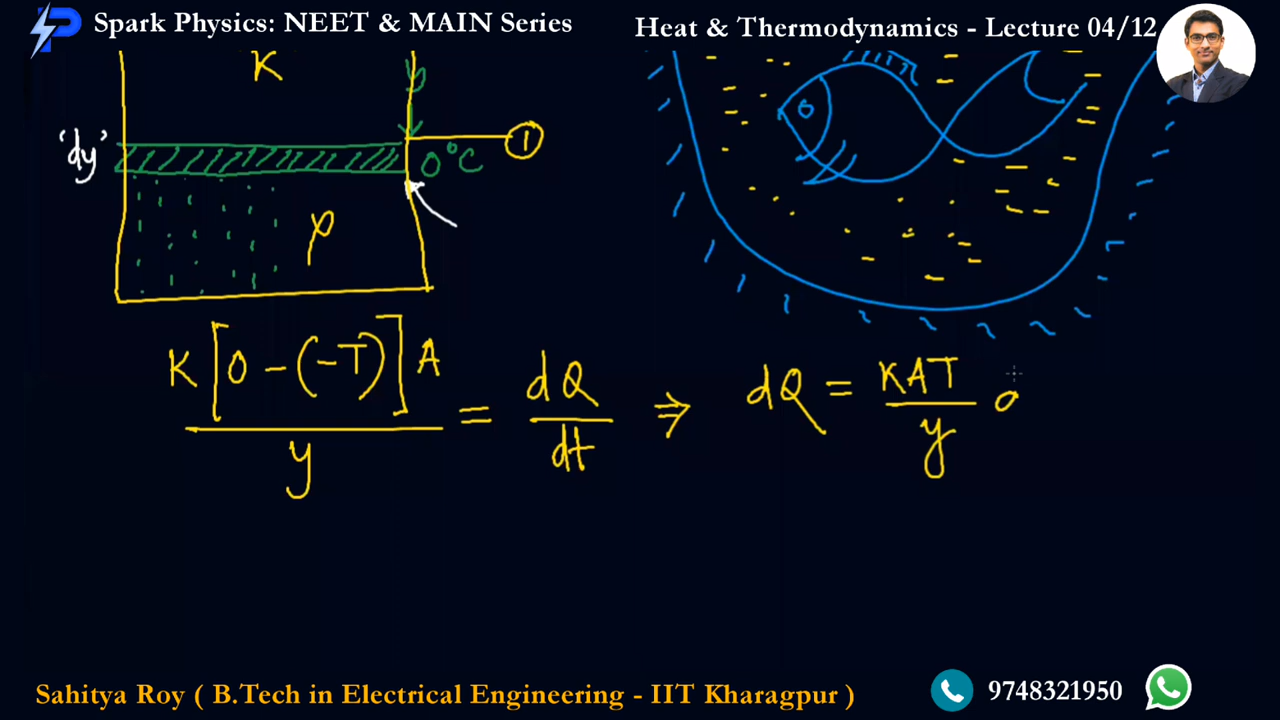 Spark Physics: NEET & MAIN Series
Heat & Thermodynamics - Lecture 04/12
K
y
'dy'
1
0°C
ρ
K[0-(-T)]A / y = dQ/dt ⇒ dQ = KAT/y
Sahitya Roy ( B.Tech in Electrical Engineering - IIT Kharagpur )
9748321950